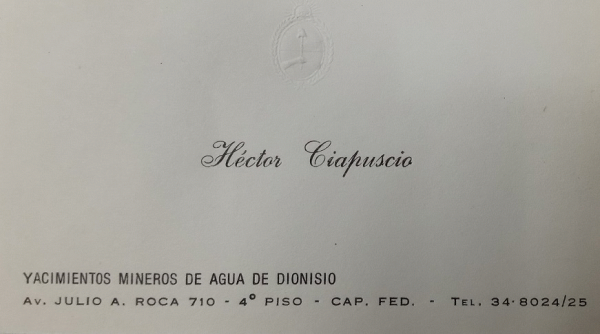 Héctor Ciapuscio
YACIMIENTOS MINEROS DE AGUA DE DIONISIO
AV. JULIO A. ROCA 710 - 4º PISO - CAP. FED. - TEL. 34-8024/25